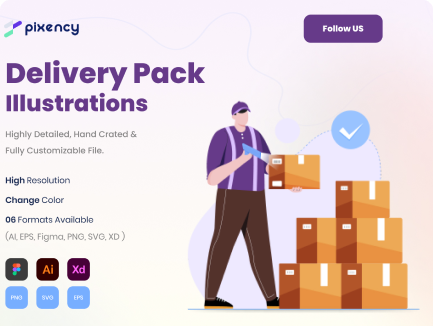 pixency
Follow US
Delivery Pack
Illustrations
Highly Detailed, Hand Crated &
Fully Customizable File.
High Resolution
Change Color
06 Formats Available
(AI, EPS, Figma, PNG, SVG, XD )
Ai Xd
PNG SVG EPS